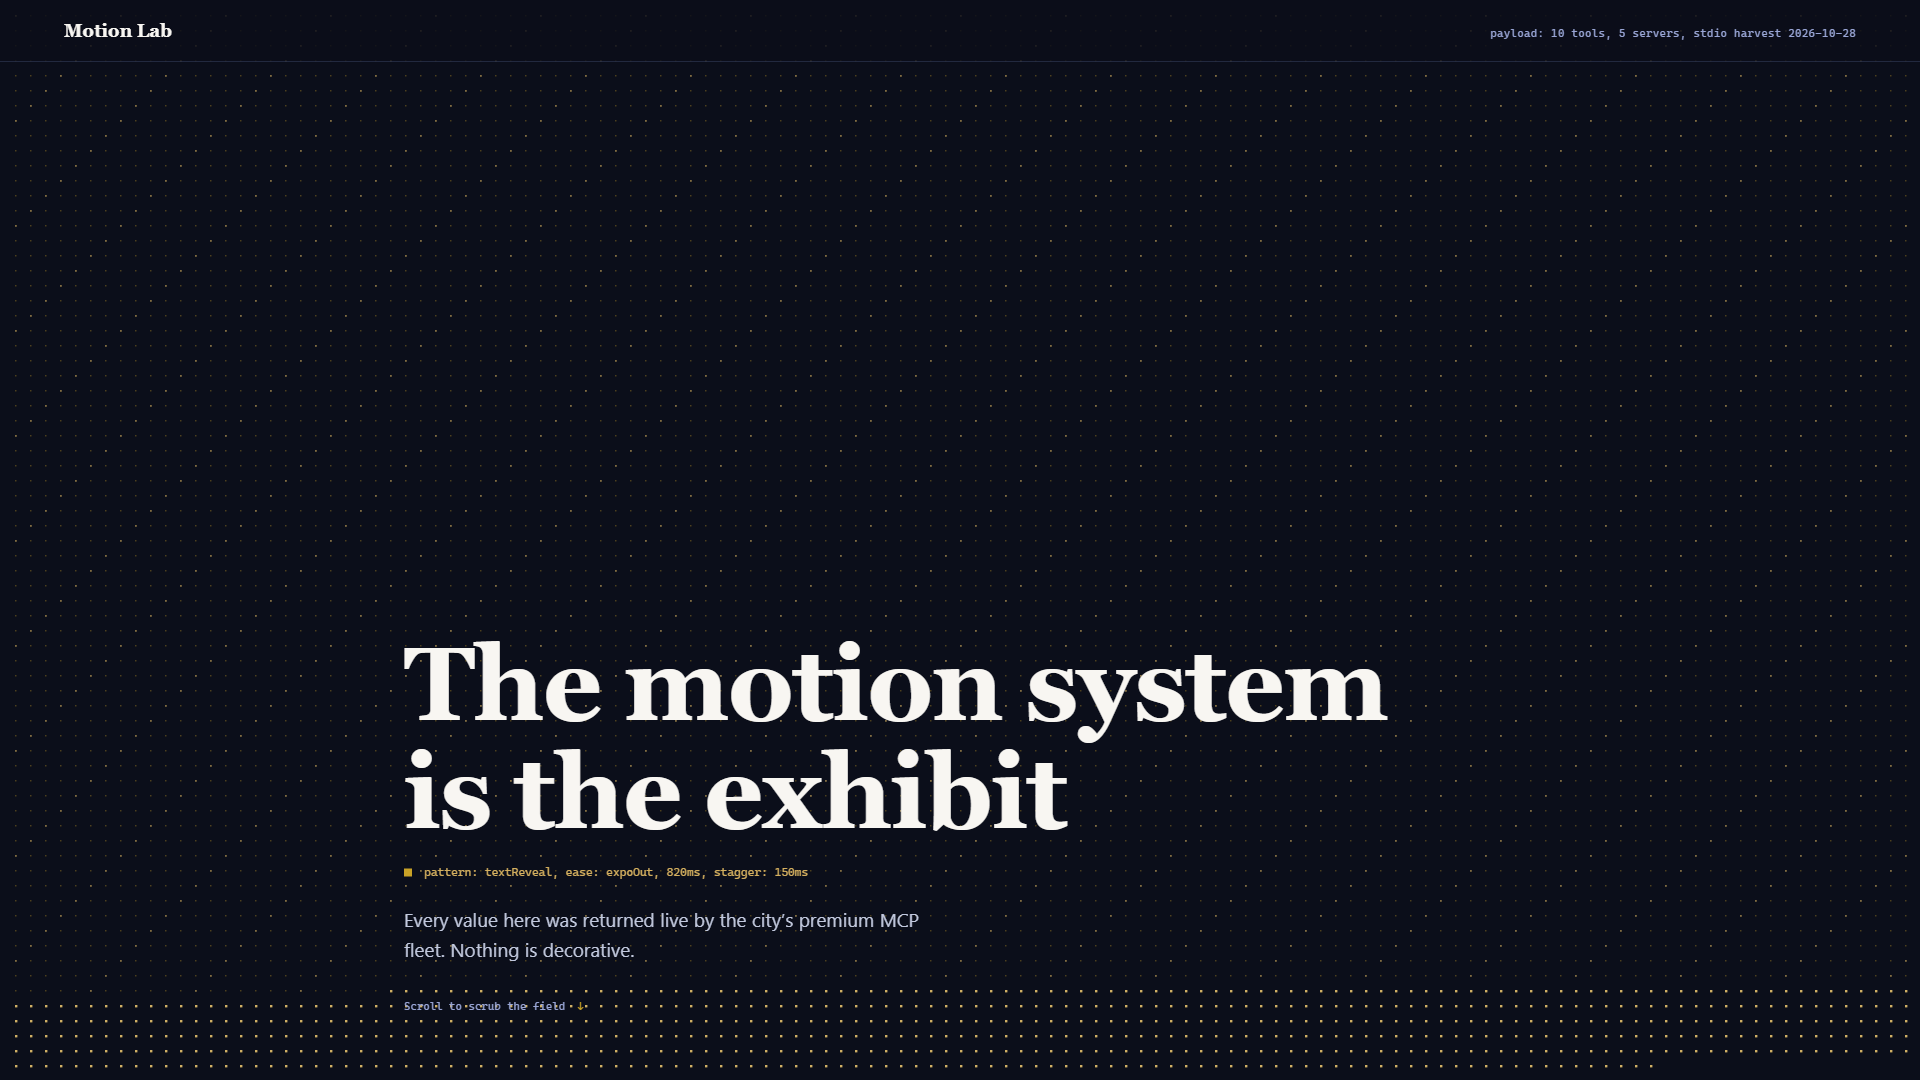 Motion Lab
payload: 10 tools, 5 servers, stdio harvest 2026-10-28
The motion system
is the exhibit
pattern: textReveal, ease: expoOut, 820ms, stagger: 150ms
Every value here was returned live by the city’s premium MCP
fleet. Nothing is decorative.
Scroll to scrub the field ↓